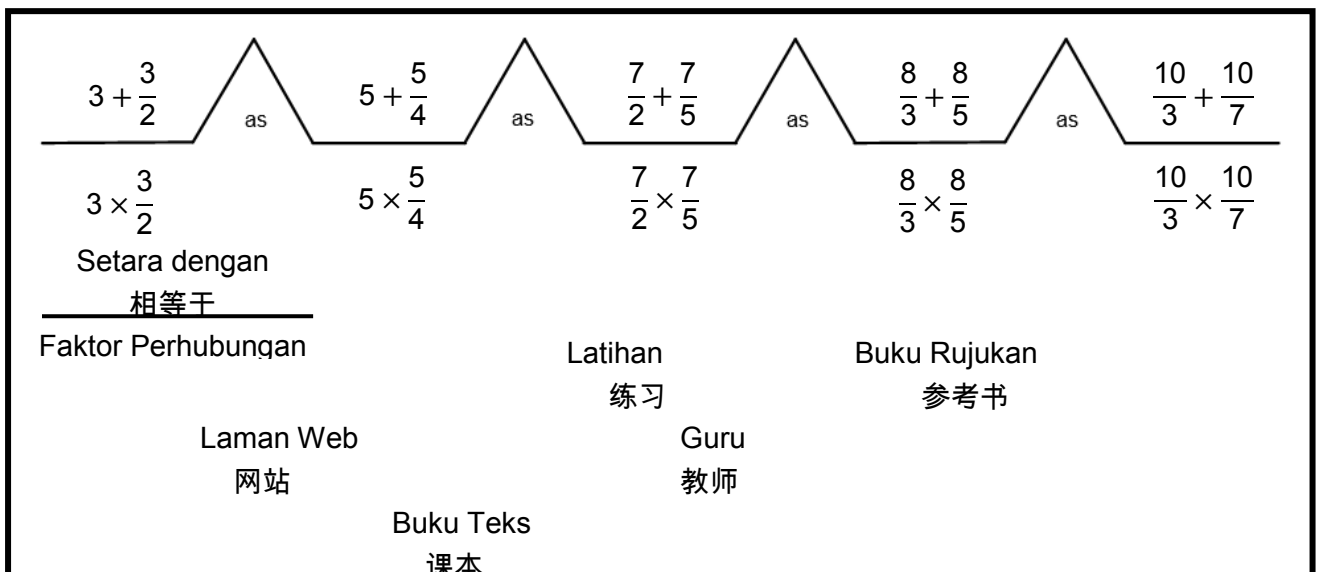 3 + 3/2 as 5 + 5/4 as 7/2 + 7/5 as 8/3 + 8/5 as 10/3 + 10/7
3 × 3/2 5 × 5/4 7/2 × 7/5 8/3 × 8/5 10/3 × 10/7
Setara dengan
相等于
Faktor Perhubungan
Latihan Buku Rujukan
练习 参考书
Laman Web Guru
网站 教师
Buku Teks
课本